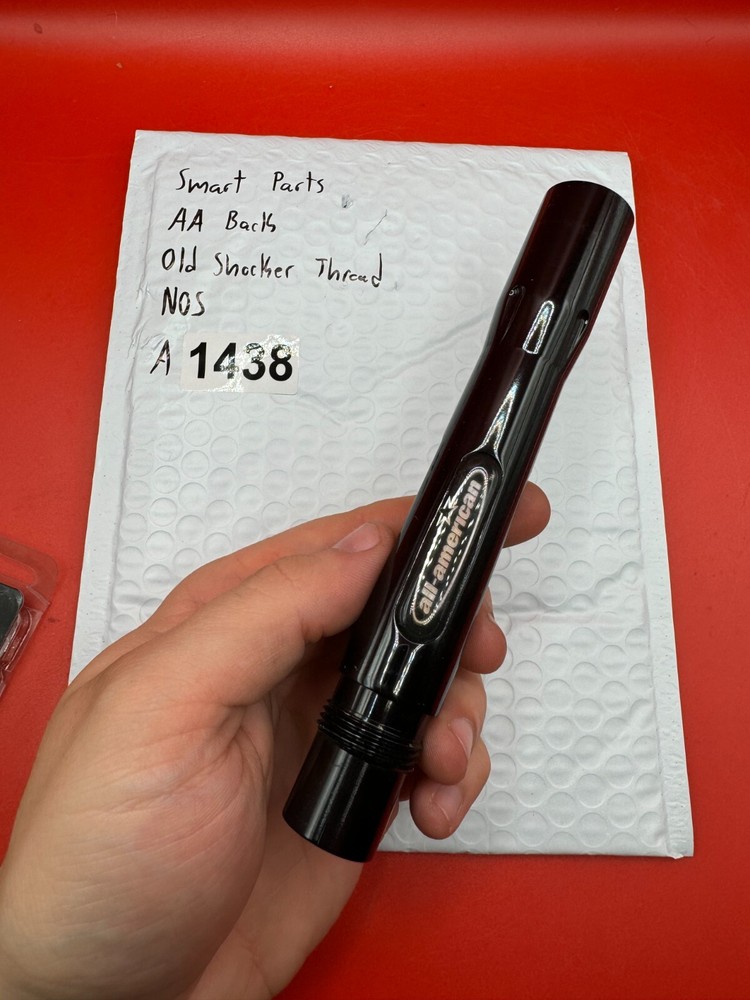 Smart Parts
AA Back
Old Shocker Thread
NOS
A 1438
all-american